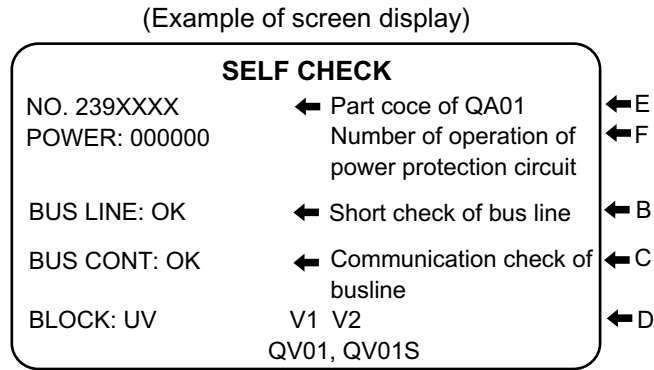 (Example of screen display)
SELF CHECK
NO. 239XXXX Part coce of QA01 E
POWER: 000000 Number of operation of F
power protection circuit
BUS LINE: OK Short check of bus line B
BUS CONT: OK Communication check of C
busline
BLOCK: UV V1 V2 D
QV01, QV01S